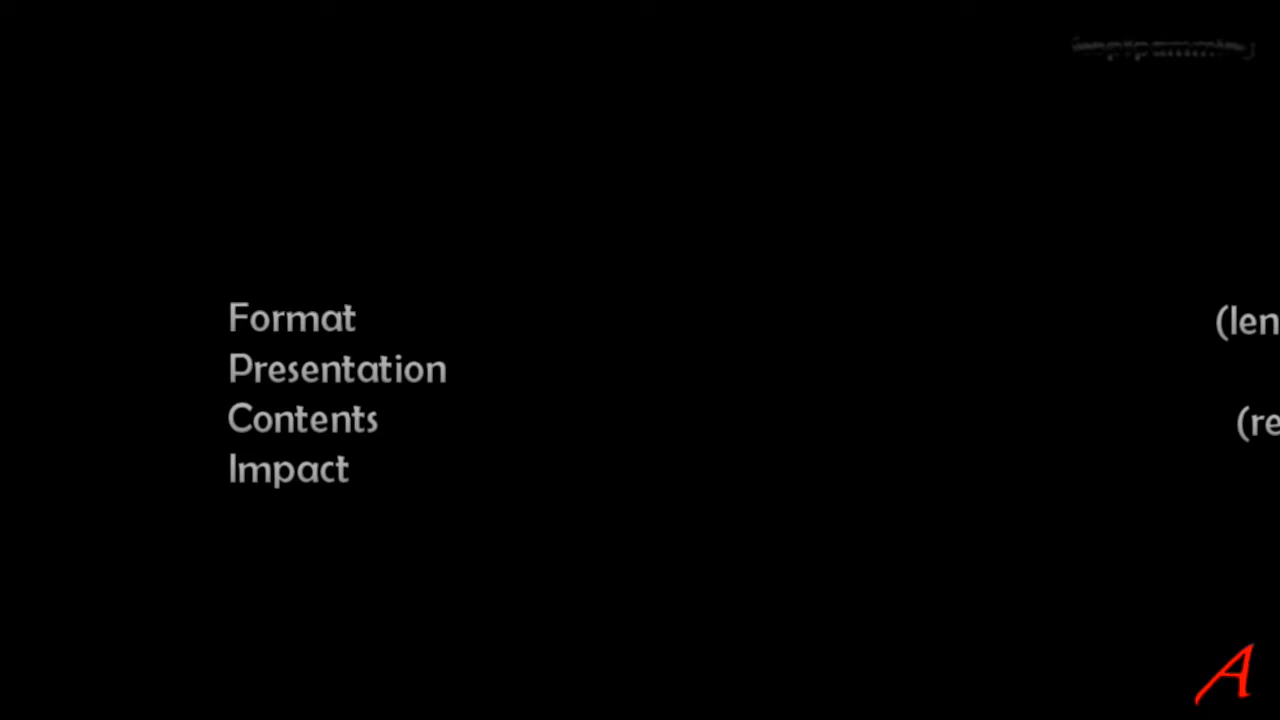 Format (len
Presentation
Contents (re
Impact
A